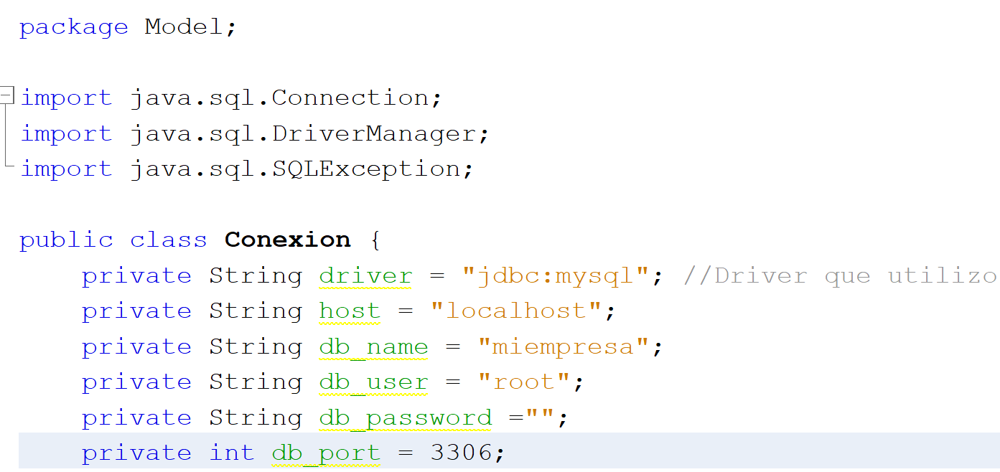 package Model;
import java.sql.Connection;
import java.sql.DriverManager;
import java.sql.SQLException;
public class Conexion {
private String driver = "jdbc:mysql"; //Driver que utilizo
private String host = "localhost";
private String db_name = "miempresa";
private String db_user = "root";
private String db_password ="";
private int db_port = 3306;